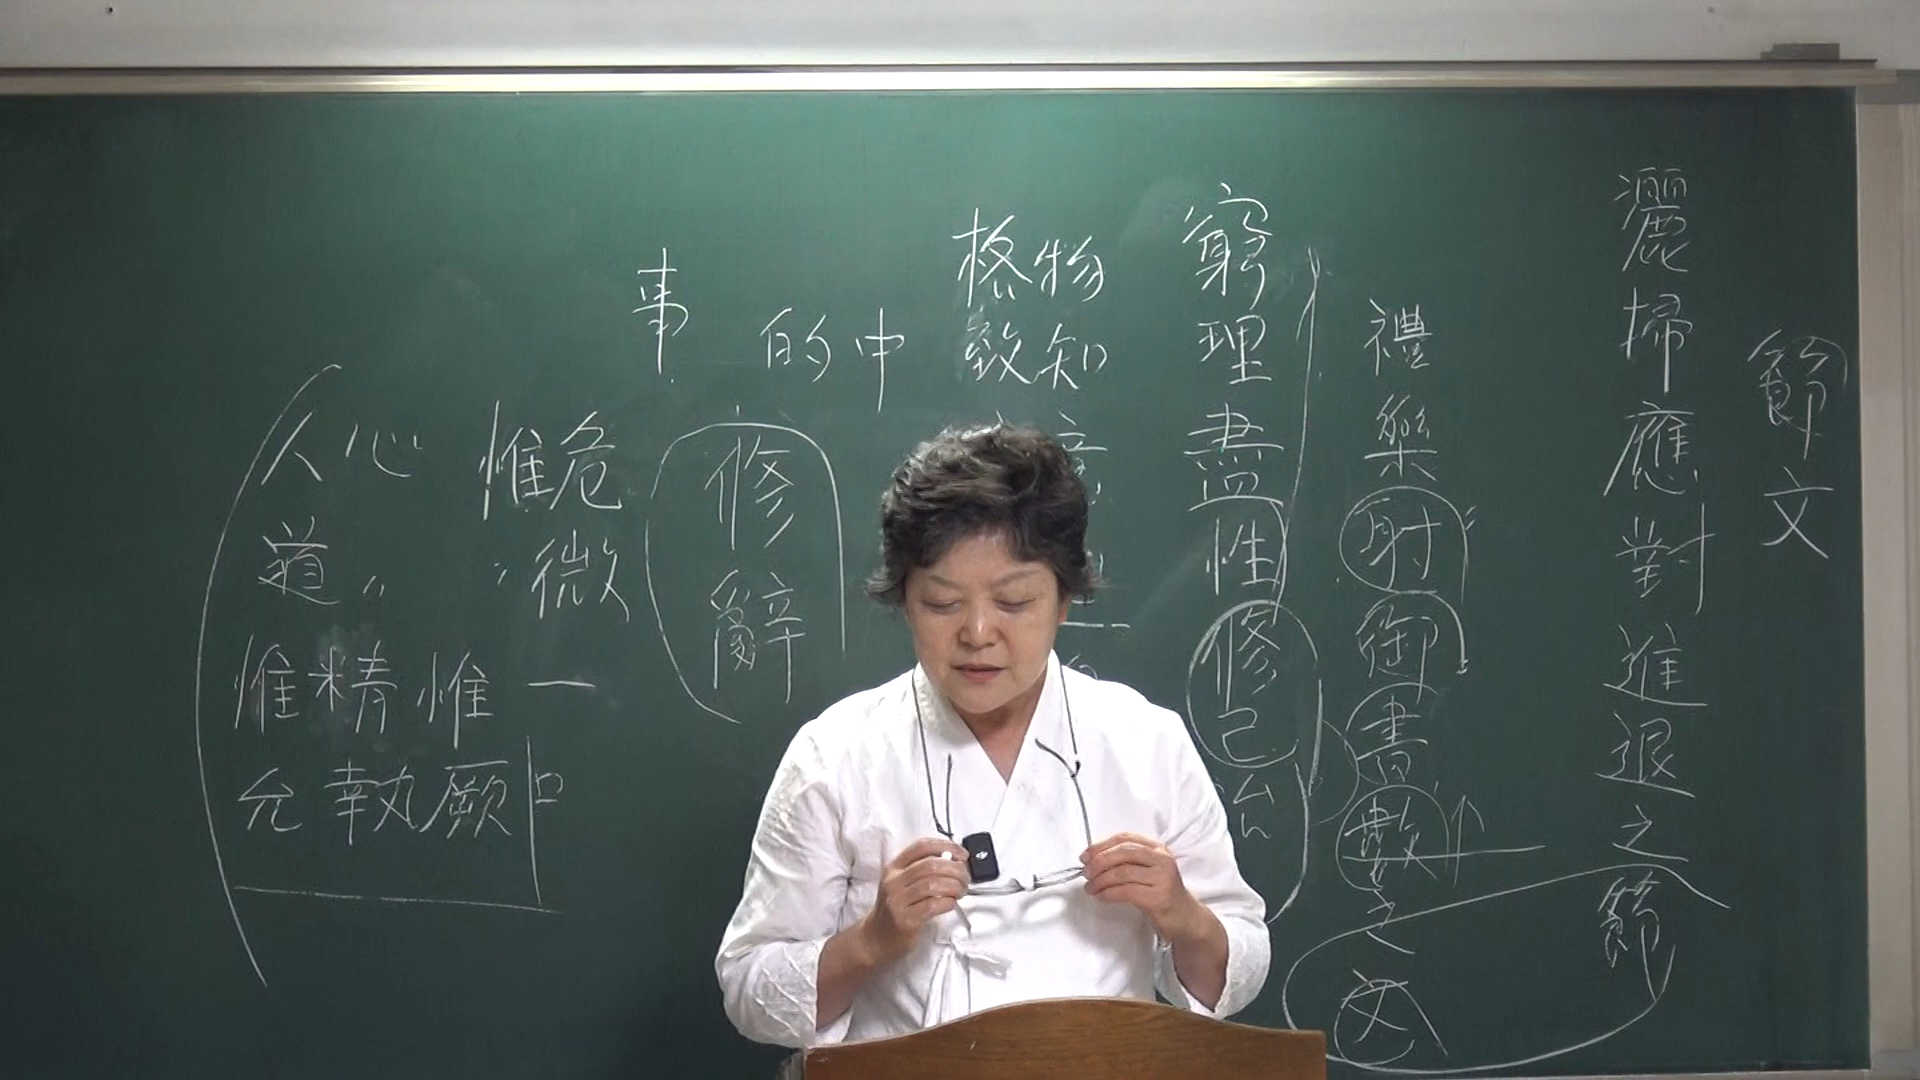 節文
灑掃應對進退之節
禮樂射御書數之文
窮理盡性修己治
格物
致知
的中
事
修辭
人心惟危
道〃〃微
惟精惟一
允執厥中